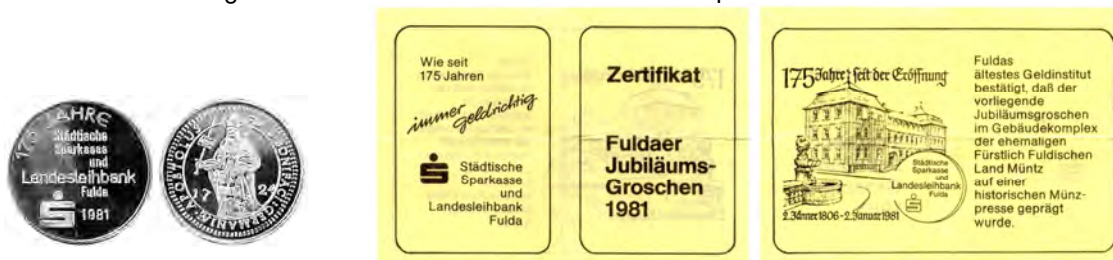 175 JAHRE
Städtische
Sparkasse
und
Landesleihbank
Fulda
1981
17 24
Wie seit
175 Jahren
immer
geldrichtig
Städtische
Sparkasse
und
Landesleihbank
Fulda
Zertifikat
Fuldaer
Jubiläums-
Groschen
1981
175 Jahre seit der Eröffnung
Städtische
Sparkasse
und
Landesleihbank
Fulda
2. Jänner 1806 - 2. Januar 1981
Fuldas
ältestes Geldinstitut
bestätigt, daß der
vorliegende
Jubiläumsgroschen
im Gebäudekomplex
der ehemaligen
Fürstlich Fuldischen
Land Müntz
auf einer
historischen Münz-
presse geprägt
wurde.